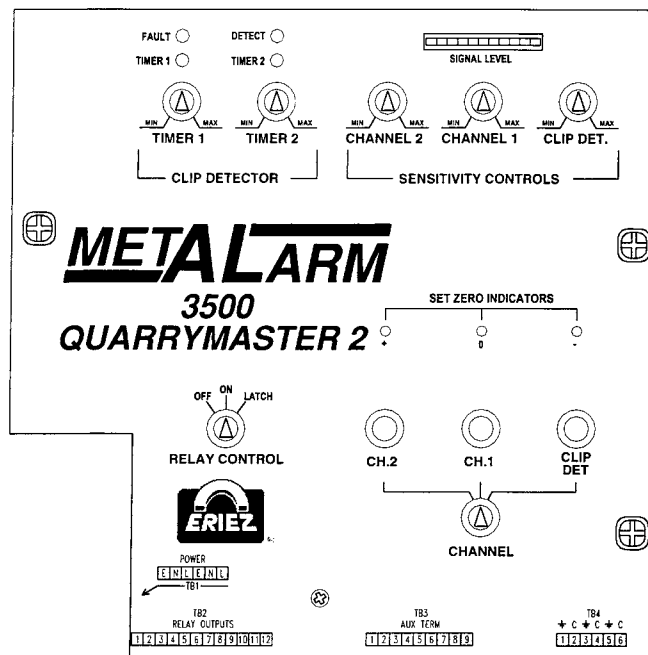 FAULT DETECT
TIMER 1 TIMER 2
SIGNAL LEVEL
MIN MAX MIN MAX MIN MAX MIN MAX MIN MAX
TIMER 1 TIMER 2 CHANNEL 2 CHANNEL 1 CLIP DET.
CLIP DETECTOR SENSITIVITY CONTROLS
METALARM
3500
QUARRYMASTER 2
SET ZERO INDICATORS
+ 0 -
OFF ON LATCH
RELAY CONTROL
CH.2 CH.1 CLIP DET
CHANNEL
ERIEZ
POWER
E N L E N L
TB1
TB2
RELAY OUTPUTS
1 2 3 4 5 6 7 8 9 10 11 12
TB3
AUX TERM
1 2 3 4 5 6 7 8 9
TB4
C C C
1 2 3 4 5 6